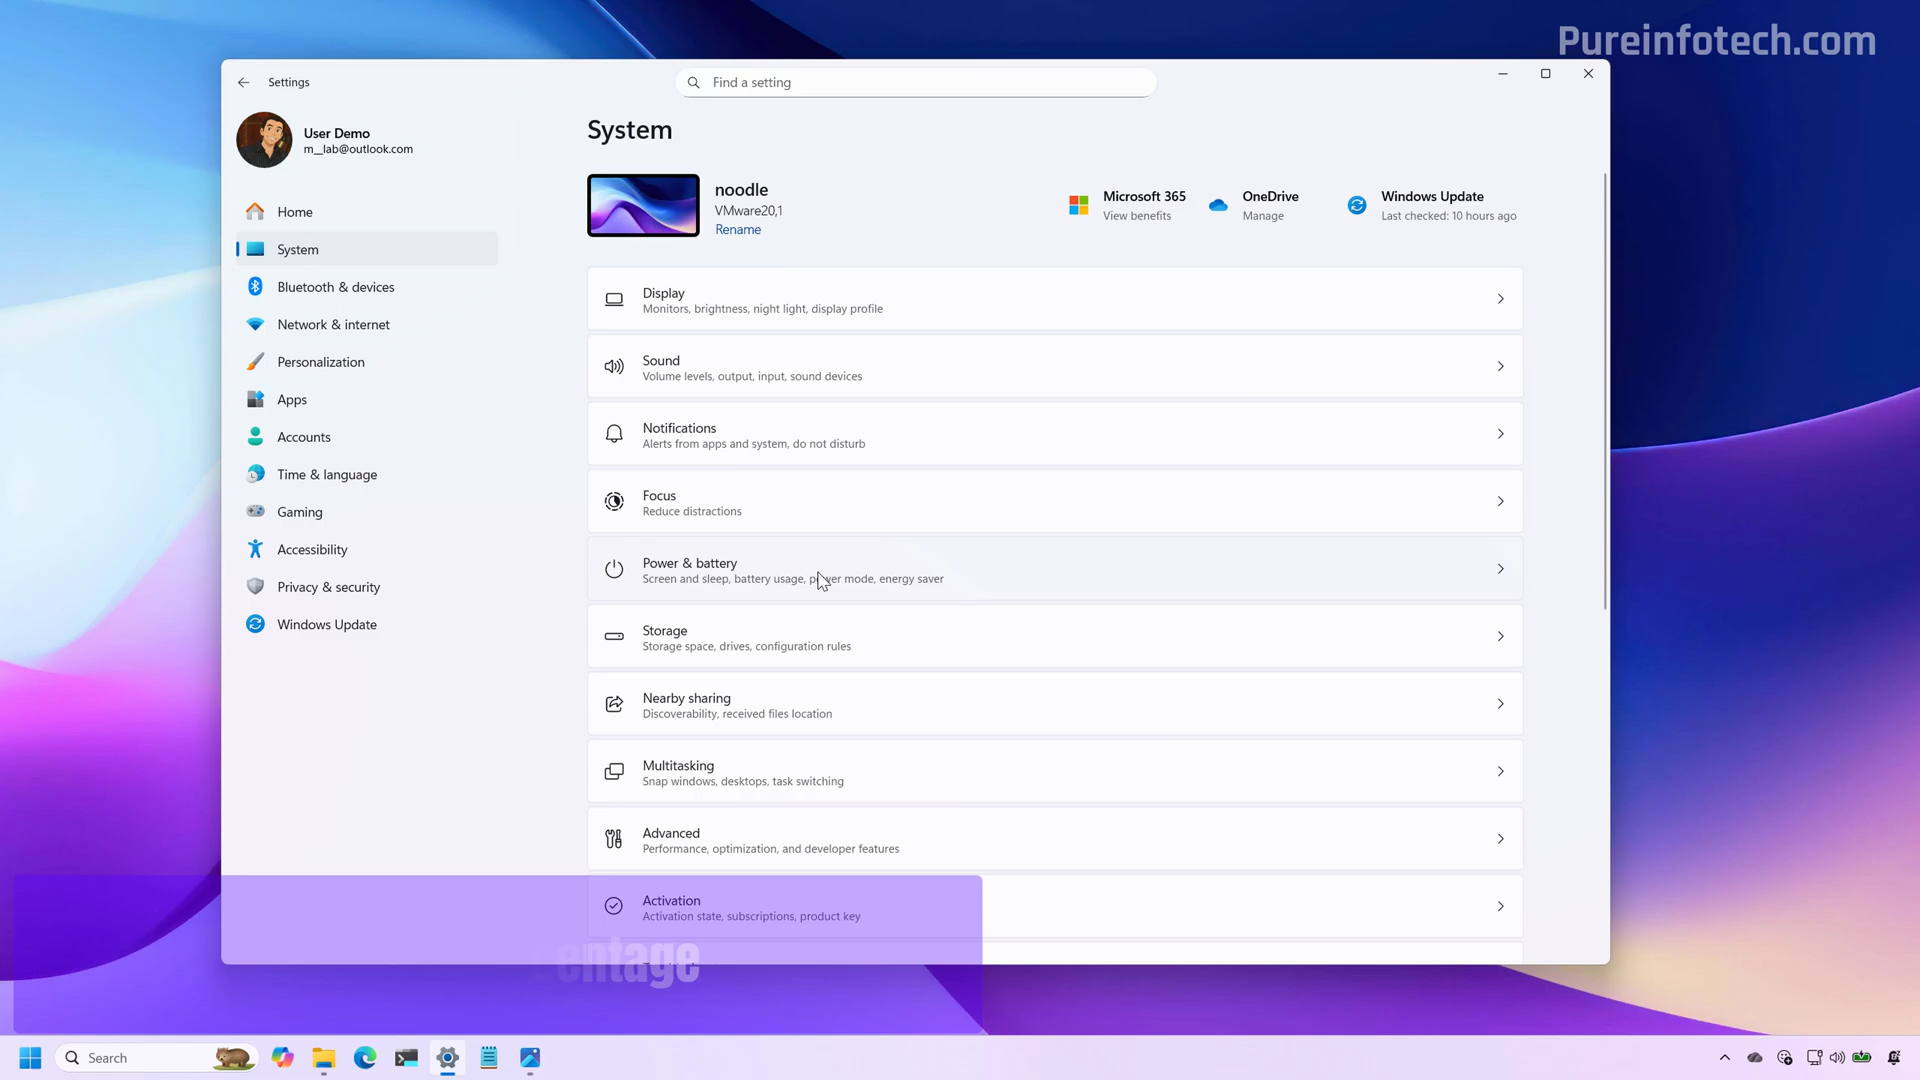 Pureinfotech.com
Settings
Find a setting
User Demo
m__lab@outlook.com
Home
System
Bluetooth & devices
Network & internet
Personalization
Apps
Accounts
Time & language
Gaming
Accessibility
Privacy & security
Windows Update
System
noodle
VMware20,1
Rename
Microsoft 365
View benefits
OneDrive
Manage
Windows Update
Last checked: 10 hours ago
Display
Monitors, brightness, night light, display profile
Sound
Volume levels, output, input, sound devices
Notifications
Alerts from apps and system, do not disturb
Focus
Reduce distractions
Power & battery
Screen and sleep, battery usage, power mode, energy saver
Storage
Storage space, drives, configuration rules
Nearby sharing
Discoverability, received files location
Multitasking
Snap windows, desktops, task switching
Advanced
Performance, optimization, and developer features
Activation
Activation state, subscriptions, product key
entage
Search